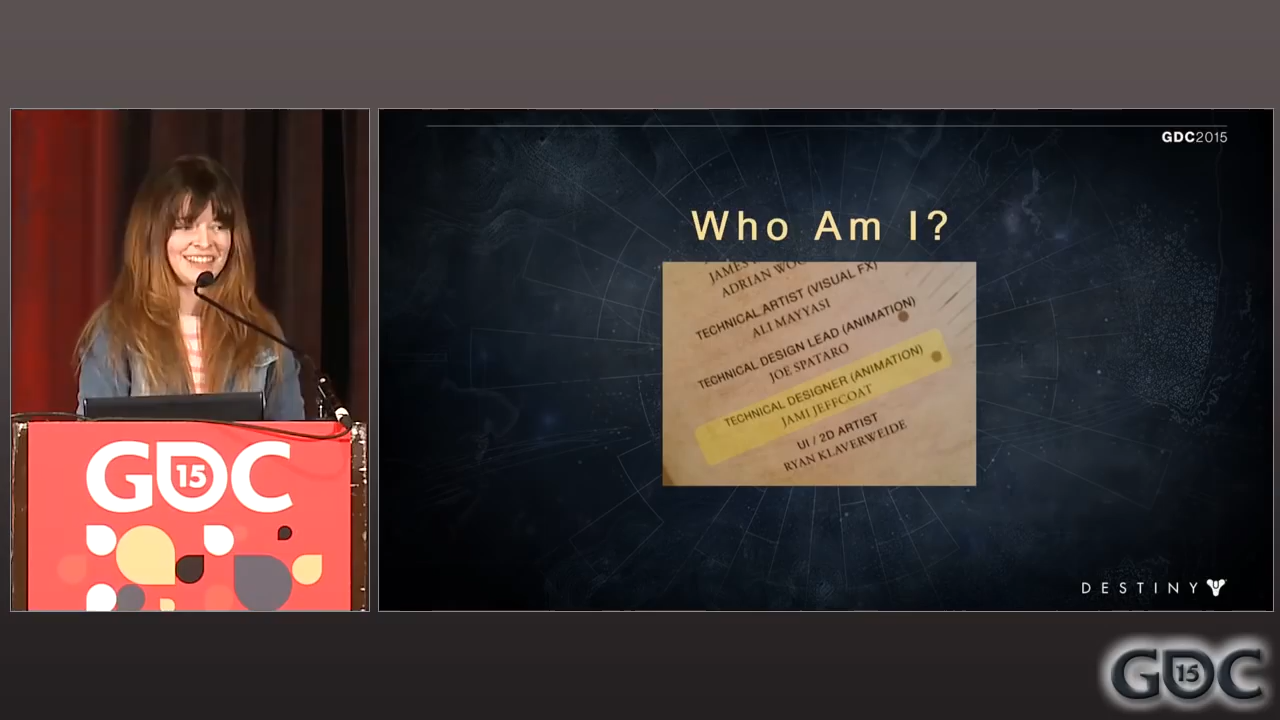 GDC 15
GDC2015
Who Am I?
JAMES
ADRIAN
TECHNICAL ARTIST (VISUAL FX)
ALI MAYYASI
TECHNICAL DESIGN LEAD (ANIMATION)
JOE SPATARO
TECHNICAL DESIGNER (ANIMATION)
JAMI JEFFCOAT
UI / 2D ARTIST
RYAN KLAVERWEIDE
DESTINY
GDC 15